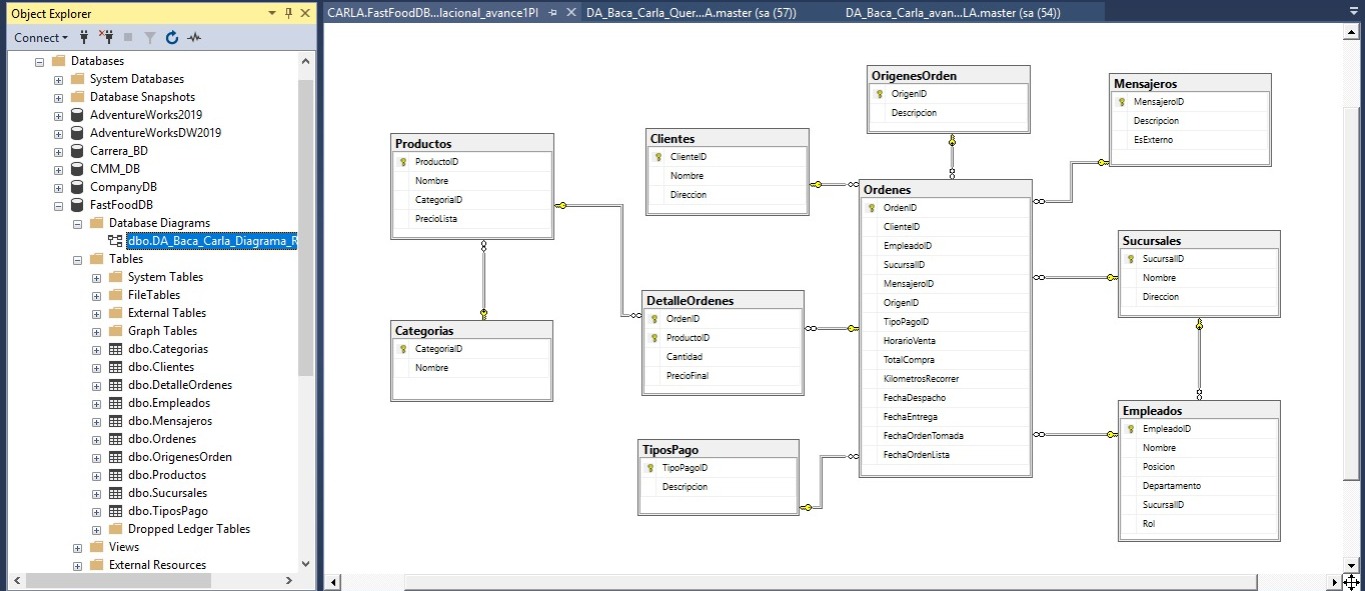 Object Explorer
Connect
Databases
System Databases
Database Snapshots
AdventureWorks2019
AdventureWorksDW2019
Carrera_BD
CMM_DB
CompanyDB
FastFoodDB
Database Diagrams
dbo.DA_Baca_Carla_Diagrama_R
Tables
System Tables
FileTables
External Tables
Graph Tables
dbo.Categorias
dbo.Clientes
dbo.DetalleOrdenes
dbo.Empleados
dbo.Mensajeros
dbo.Ordenes
dbo.OrigenesOrden
dbo.Productos
dbo.Sucursales
dbo.TiposPago
Dropped Ledger Tables
Views
External Resources
CARLA.FastFoodDB...lacional_avance1PI
DA_Baca_Carla_Quer...A.master (sa (57))
DA_Baca_Carla_avan...LA.master (sa (54))
Productos
ProductoID
Nombre
CategoriaID
PrecioLista
Categorias
CategoriaID
Nombre
Clientes
ClienteID
Nombre
Direccion
DetalleOrdenes
OrdenID
ProductoID
Cantidad
PrecioFinal
TiposPago
TipoPagoID
Descripcion
OrigenesOrden
OrigenID
Descripcion
Ordenes
OrdenID
ClienteID
EmpleadoID
SucursalID
MensajeroID
OrigenID
TipoPagoID
HorarioVenta
TotalCompra
KilometrosRecorrer
FechaDespacho
FechaEntrega
FechaOrdenTomada
FechaOrdenLista
Mensajeros
MensajeroID
Descripcion
EsExterno
Sucursales
SucursalID
Nombre
Direccion
Empleados
EmpleadoID
Nombre
Posicion
Departamento
SucursalID
Rol